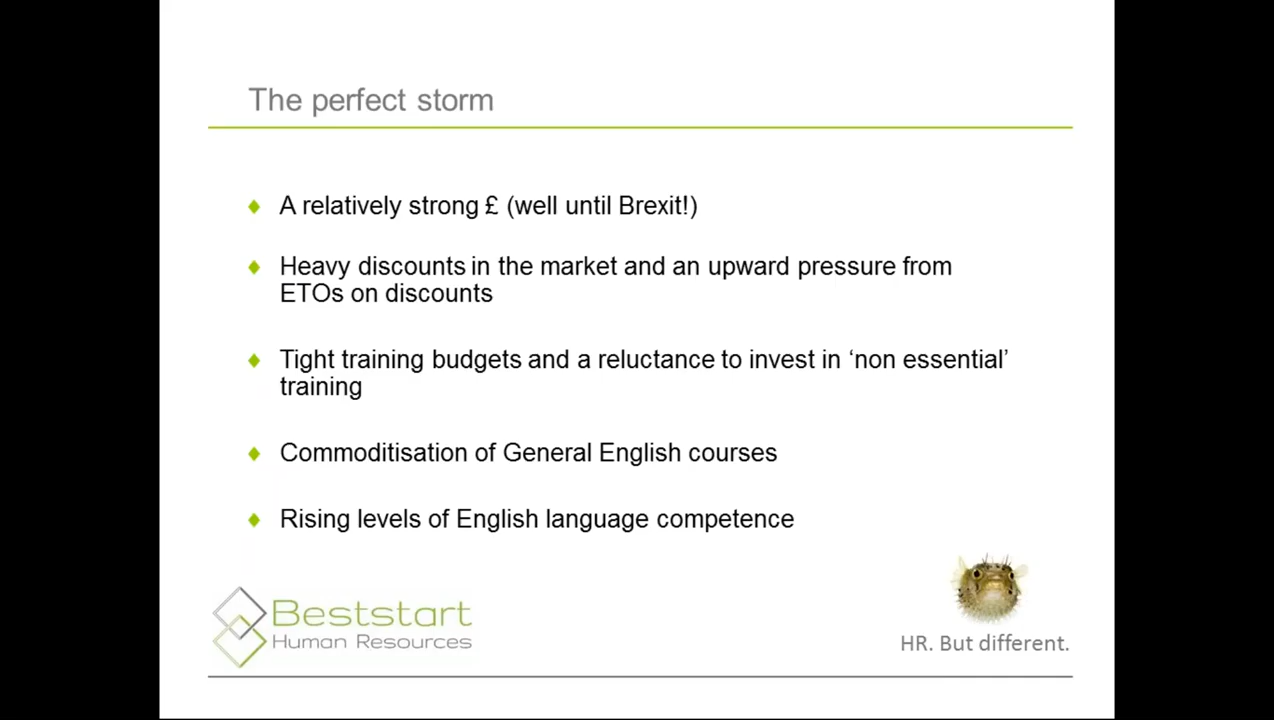 The perfect storm
A relatively strong £ (well until Brexit!)
Heavy discounts in the market and an upward pressure from
ETOs on discounts
Tight training budgets and a reluctance to invest in ‘non essential’
training
Commoditisation of General English courses
Rising levels of English language competence
Beststart
Human Resources
HR. But different.